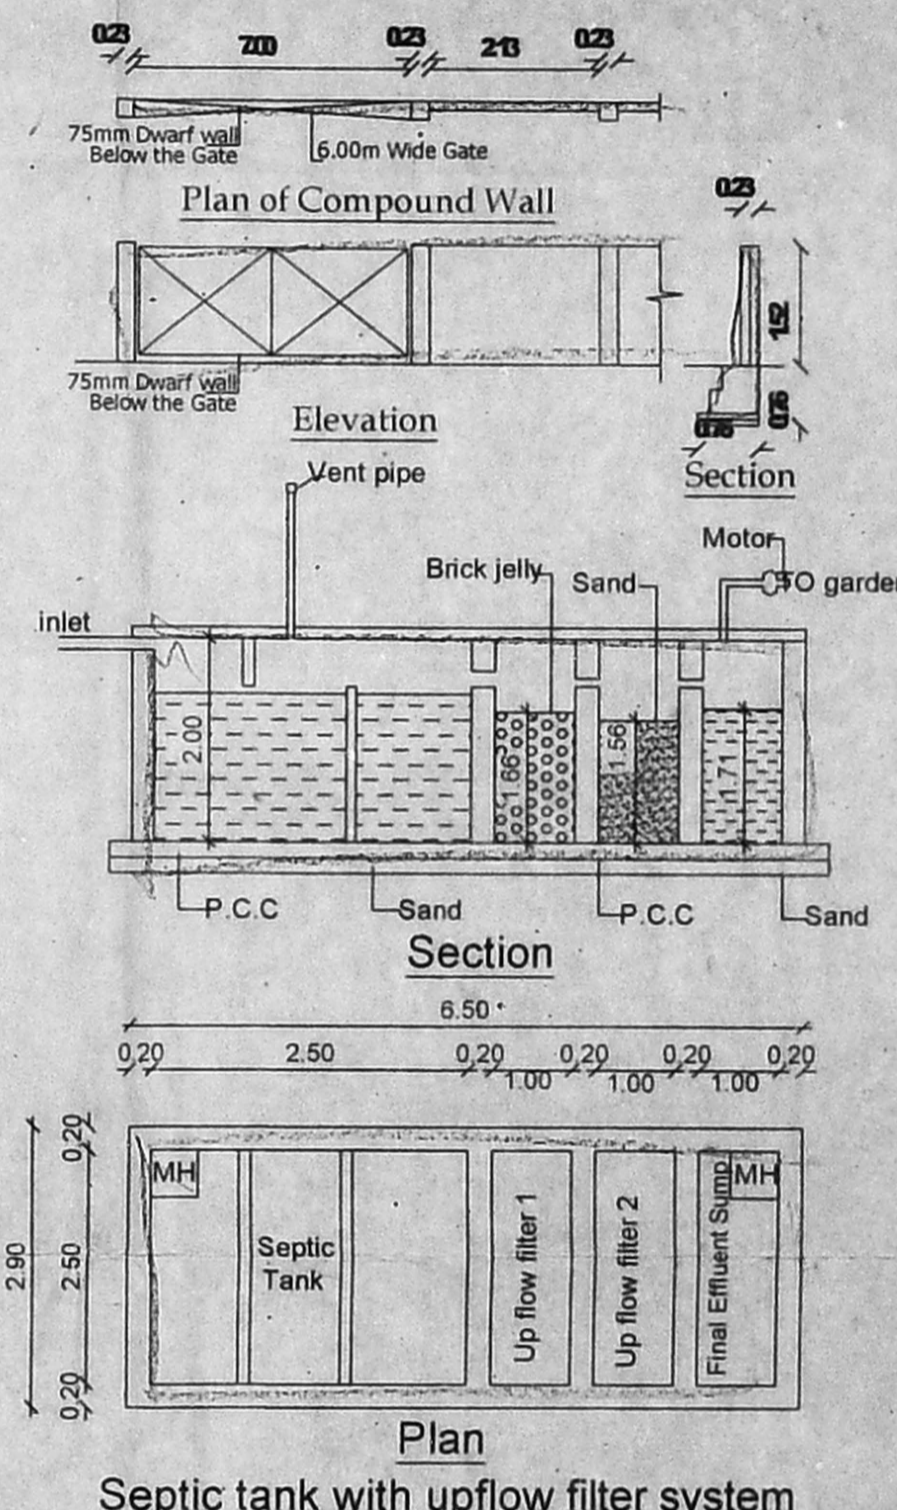 0.23 7.00 0.23 2.13 0.23
75mm Dwarf wall
Below the Gate
6.00m Wide Gate
Plan of Compound Wall
0.23
1.52
75mm Dwarf wall
Below the Gate
0.76
0.76
Elevation
Section
Vent pipe
Motor
Brick jelly
Sand
TO garde
inlet
2.00
1.66
1.56
1.71
P.C.C
Sand
P.C.C
Sand
Section
6.50
0,20 2.50 0,20 0,20 0,20 0,20
1.00 1.00 1.00
0,20
2.50
0,20
2.90
MH
Septic
Tank
Up flow filter 1
Up flow filter 2
Final Effluent Sump
MH
Plan
Septic tank with upflow filter system